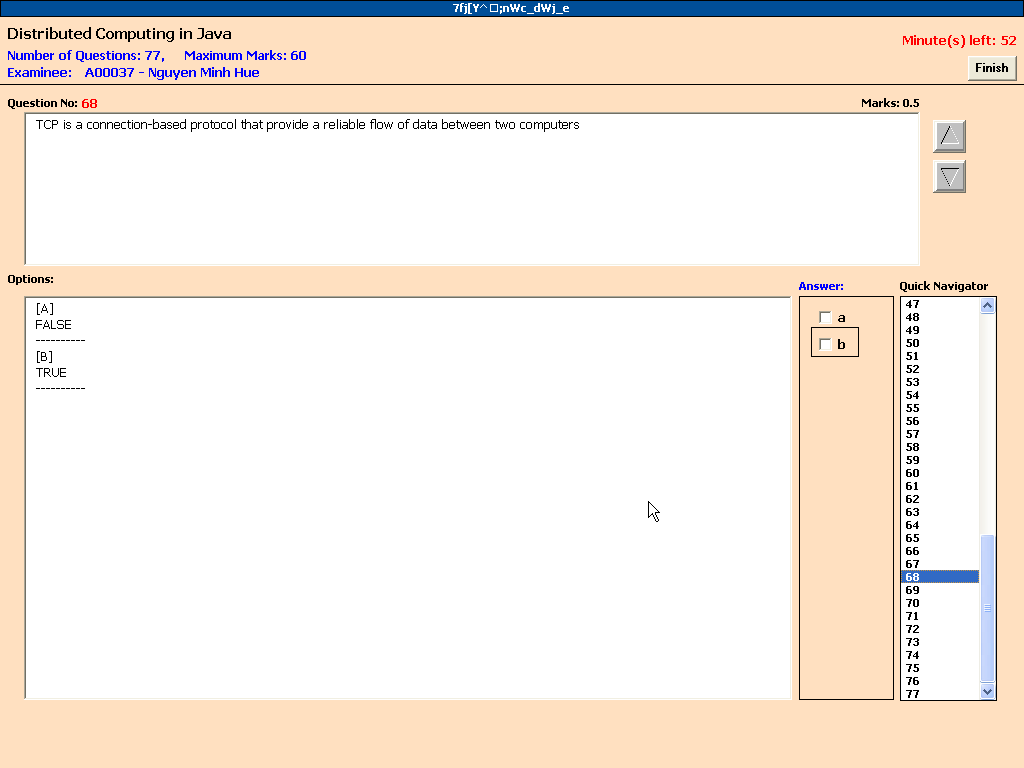 7fj[Y^ □;nWc_dWj_e
Distributed Computing in Java
Number of Questions: 77, Maximum Marks: 60
Minute(s) left: 52
Examinee: A00037 - Nguyen Minh Hue
Finish
Question No: 68
Marks: 0.5
TCP is a connection-based protocol that provide a reliable flow of data between two computers
Options:
Answer:
Quick Navigator
[A]
FALSE
----------
[B]
TRUE
----------
a
b
47
48
49
50
51
52
53
54
55
56
57
58
59
60
61
62
63
64
65
66
67
68
69
70
71
72
73
74
75
76
77